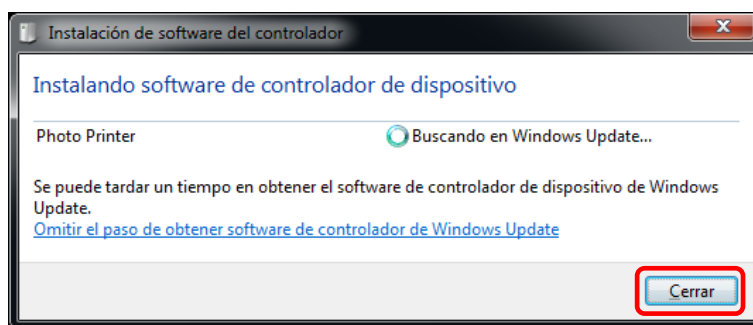 Instalación de software del controlador
Instalando software de controlador de dispositivo
Photo Printer Buscando en Windows Update...
Se puede tardar un tiempo en obtener el software de controlador de dispositivo de Windows
Update.
Omitir el paso de obtener software de controlador de Windows Update
Cerrar